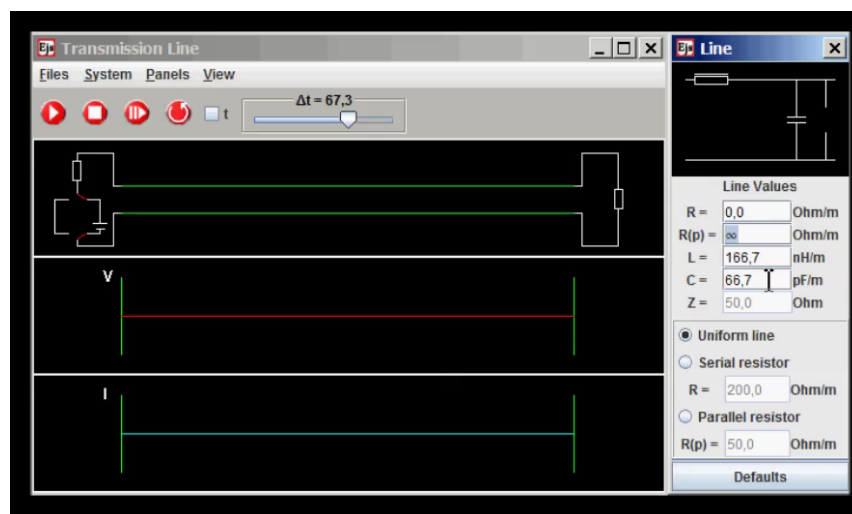 Ejs Transmission Line
Files System Panels View
t
Δt = 67,3
V
I
Ejs Line
Line Values
R = 0,0 Ohm/m
R(p) = ∞ Ohm/m
L = 166,7 nH/m
C = 66,7 pF/m
Z = 50,0 Ohm
Uniform line
Serial resistor
R = 200,0 Ohm/m
Parallel resistor
R(p) = 50,0 Ohm/m
Defaults